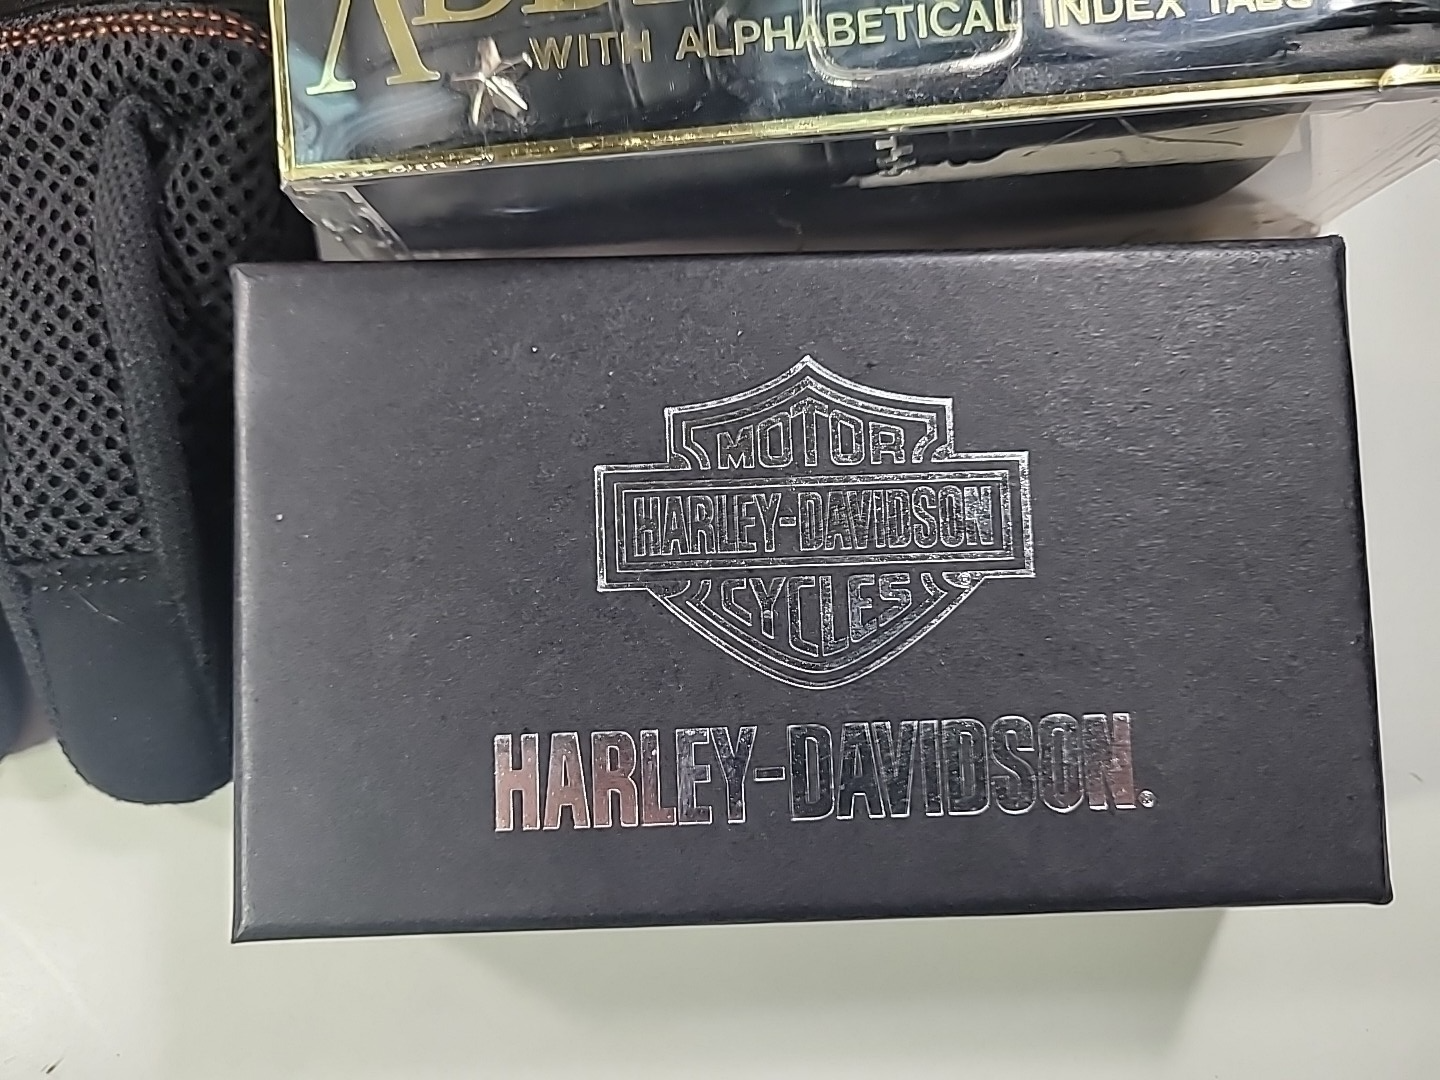 WITH ALPHABETICAL INDEX TABS
MOTOR
HARLEY-DAVIDSON
CYCLES
®
HARLEY-DAVIDSON.®